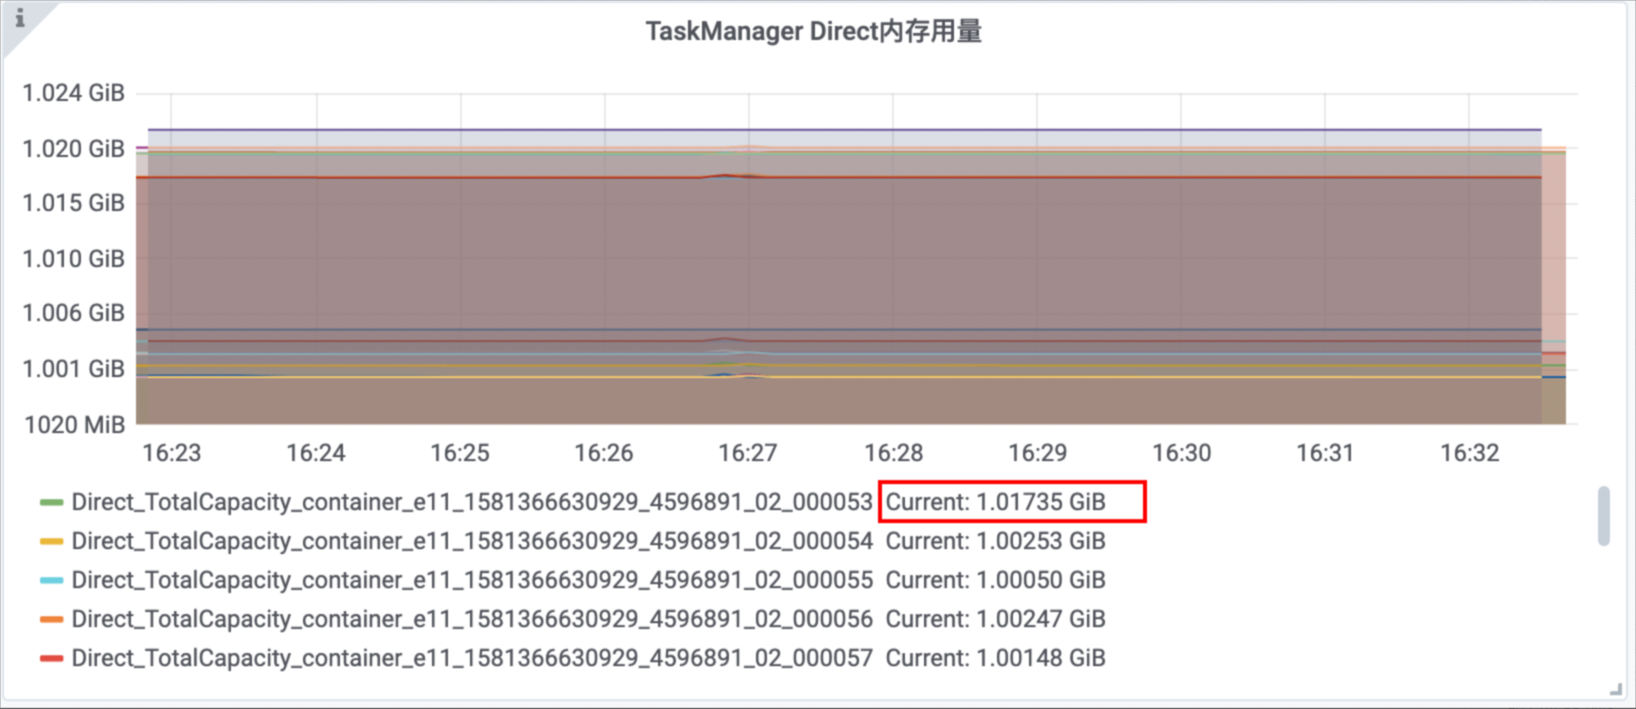 TaskManager Direct内存用量
1.024 GiB
1.020 GiB
1.015 GiB
1.010 GiB
1.006 GiB
1.001 GiB
1020 MiB
16:23 16:24 16:25 16:26 16:27 16:28 16:29 16:30 16:31 16:32
Direct_TotalCapacity_container_e11_1581366630929_4596891_02_000053 Current: 1.01735 GiB
Direct_TotalCapacity_container_e11_1581366630929_4596891_02_000054 Current: 1.00253 GiB
Direct_TotalCapacity_container_e11_1581366630929_4596891_02_000055 Current: 1.00050 GiB
Direct_TotalCapacity_container_e11_1581366630929_4596891_02_000056 Current: 1.00247 GiB
Direct_TotalCapacity_container_e11_1581366630929_4596891_02_000057 Current: 1.00148 GiB